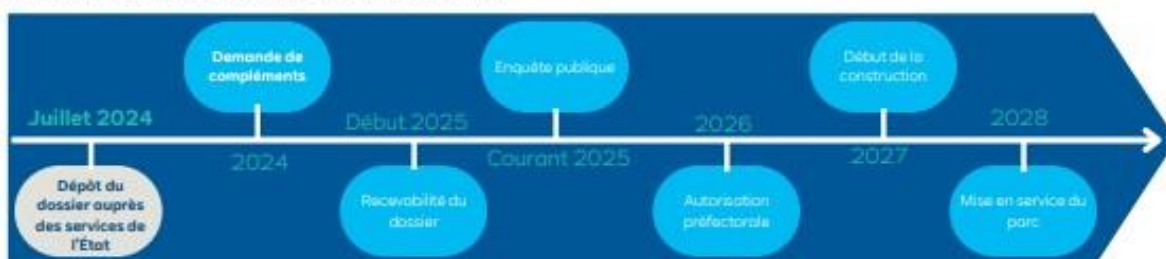 Demande de
compléments
Enquête publique
Début de la
construction
Juillet 2024
Début 2025
2026
2028
2024
Courant 2025
2027
Dépôt du
dossier auprès
des services de
l'État
Recevabilité du
dossier
Autorisation
préfectorale
Mise en service du
parc